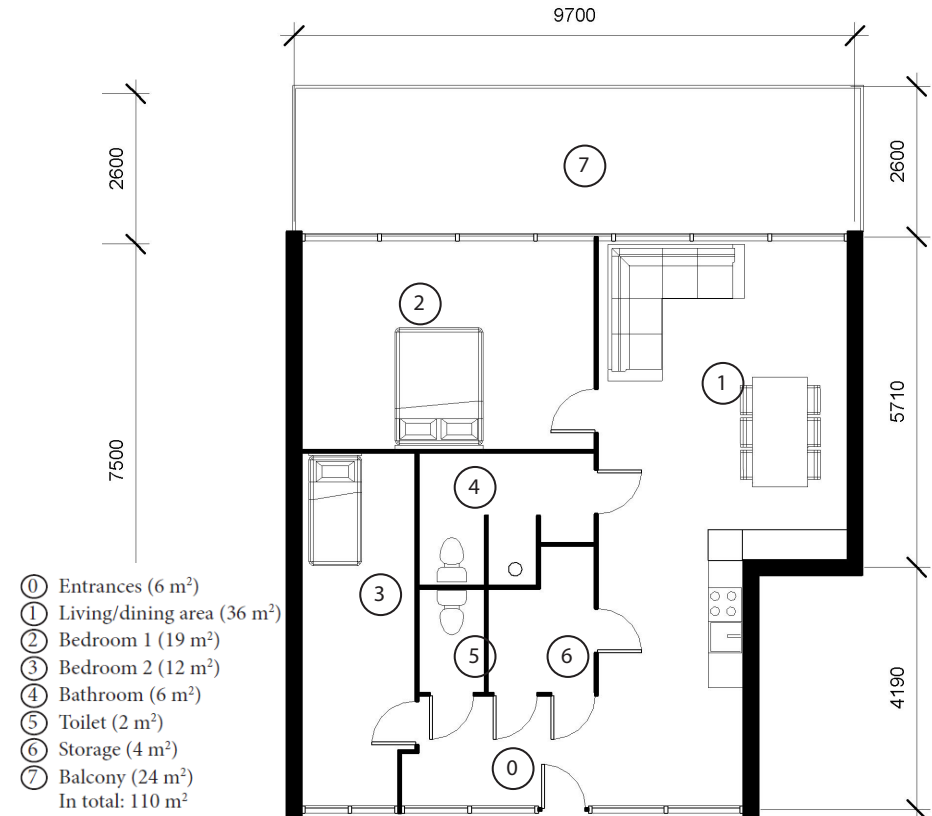 9700
2600
2600
7
2
1
5710
7500
4
3
5
6
4190
0
0 Entrances (6 m²)
1 Living/dining area (36 m²)
2 Bedroom 1 (19 m²)
3 Bedroom 2 (12 m²)
4 Bathroom (6 m²)
5 Toilet (2 m²)
6 Storage (4 m²)
7 Balcony (24 m²)
In total: 110 m²